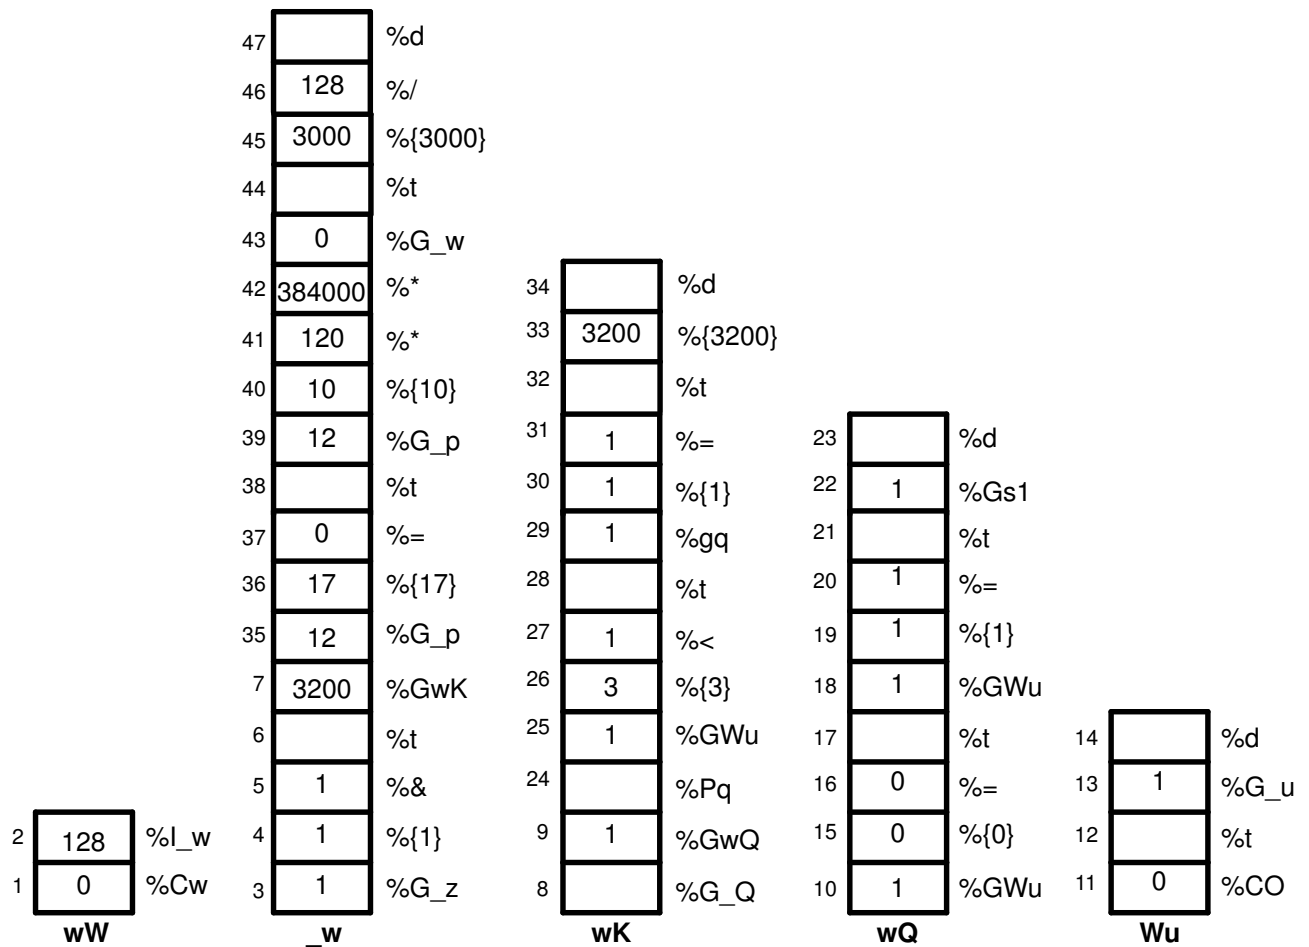 47 %d
46 128 %/
45 3000 %{3000}
44 %t
43 0 %G_w
42 384000 %* 34 %d
41 120 %* 33 3200 %{3200}
40 10 %{10} 32 %t
39 12 %G_p 31 1 %= 23 %d
38 %t 30 1 %{1} 22 1 %Gs1
37 0 %= 29 1 %gq 21 %t
36 17 %{17} 28 %t 20 1 %=
35 12 %G_p 27 1 %< 19 1 %{1}
7 3200 %GwK 26 3 %{3} 18 1 %GWu
6 %t 25 1 %GWu 17 %t 14 %d
5 1 %& 24 %Pq 16 0 %= 13 1 %G_u
2 128 %I_w 4 1 %{1} 9 1 %GwQ 15 0 %{0} 12 %t
1 0 %Cw 3 1 %G_z 8 %G_Q 10 1 %GWu 11 0 %CO
wW _w wK wQ Wu